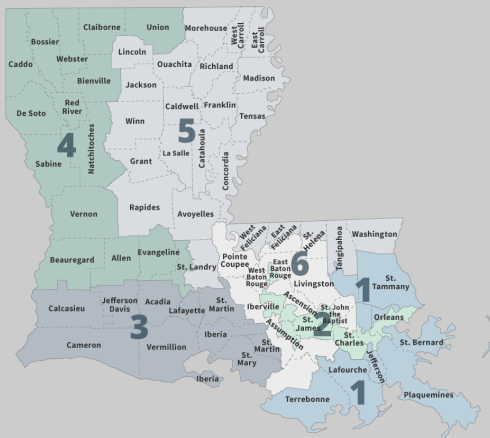 Claiborne
Union
Morehouse
West
Carroll
East
Carroll
Bossier
Lincoln
Webster
Caddo
Ouachita
Richland
Madison
Bienville
Jackson
De Soto
Red
River
Caldwell
Franklin
Tensas
Winn
5
4
Natchitoches
La Salle
Catahoula
Concordia
Sabine
Grant
Vernon
Rapides
Avoyelles
West
Feliciana
East
Feliciana
St.
Helena
Tangipahoa
Washington
Beauregard
Allen
Evangeline
St. Landry
Pointe
Coupee
West
Baton
Rouge
East
Baton
Rouge
6
Livingston
1
St.
Tammany
Calcasieu
Jefferson
Davis
Acadia
Lafayette
St.
Martin
Iberville
Ascension
St. John
the
Baptist
Orleans
3
St.
James
2
St.
Charles
St. Bernard
Cameron
Vermillion
Iberia
St.
Martin
Assumption
St.
Mary
Jefferson
Iberia
Lafourche
Terrebonne
1
Plaquemines